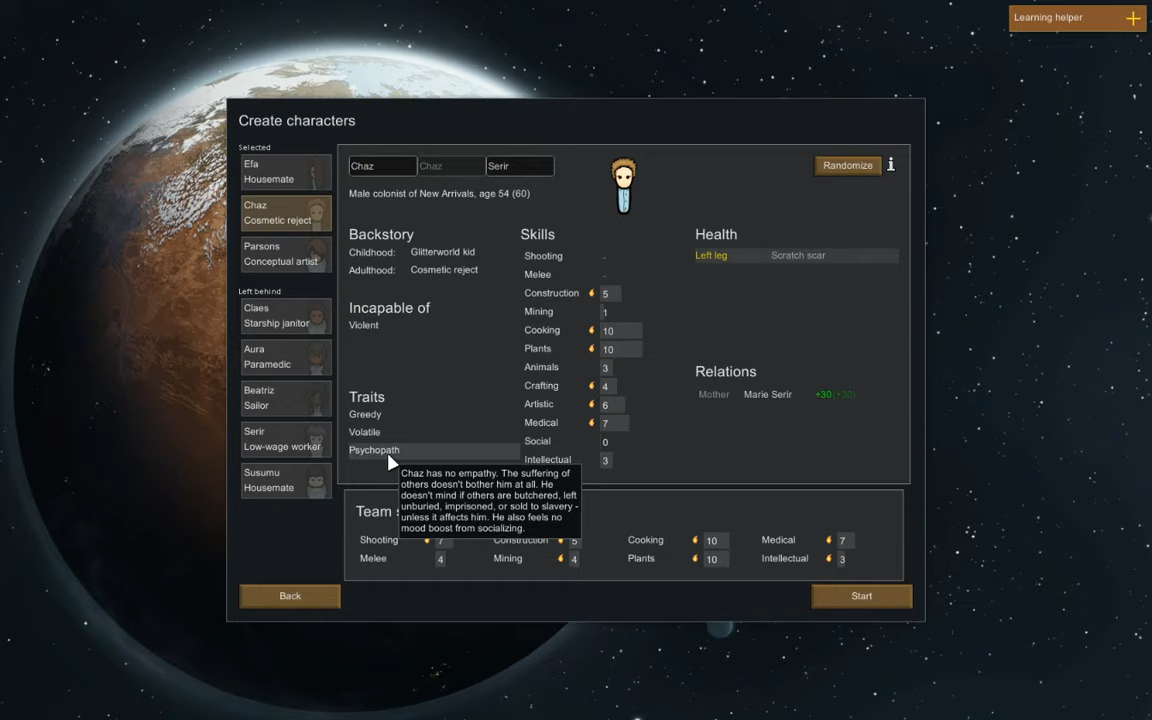 Learning helper
Create characters
Selected
Efa
Housemate
Chaz
Cosmetic reject
Parsons
Conceptual artist
Left behind
Claes
Starship janitor
Aura
Paramedic
Beatriz
Sailor
Serir
Low-wage worker
Susumu
Housemate
Chaz Chaz Serir
Randomize
Male colonist of New Arrivals, age 54 (60)
Backstory
Childhood: Glitterworld kid
Adulthood: Cosmetic reject
Incapable of
Violent
Traits
Greedy
Volatile
Psychopath
Chaz has no empathy. The suffering of
others doesn't bother him at all. He
doesn't mind if others are butchered, left
unburied, imprisoned, or sold to slavery -
unless it affects him. He also feels no
mood boost from socializing.
Skills
Shooting -
Melee -
Construction 5
Mining 1
Cooking 10
Plants 10
Animals 3
Crafting 4
Artistic 6
Medical 7
Social 0
Intellectual 3
Health
Left leg Scratch scar
Relations
Mother Marie Serir +30 (+30)
Team s
Shooting 7 Construction 5 Cooking 10 Medical 7
Melee 4 Mining 4 Plants 10 Intellectual 3
Back
Start